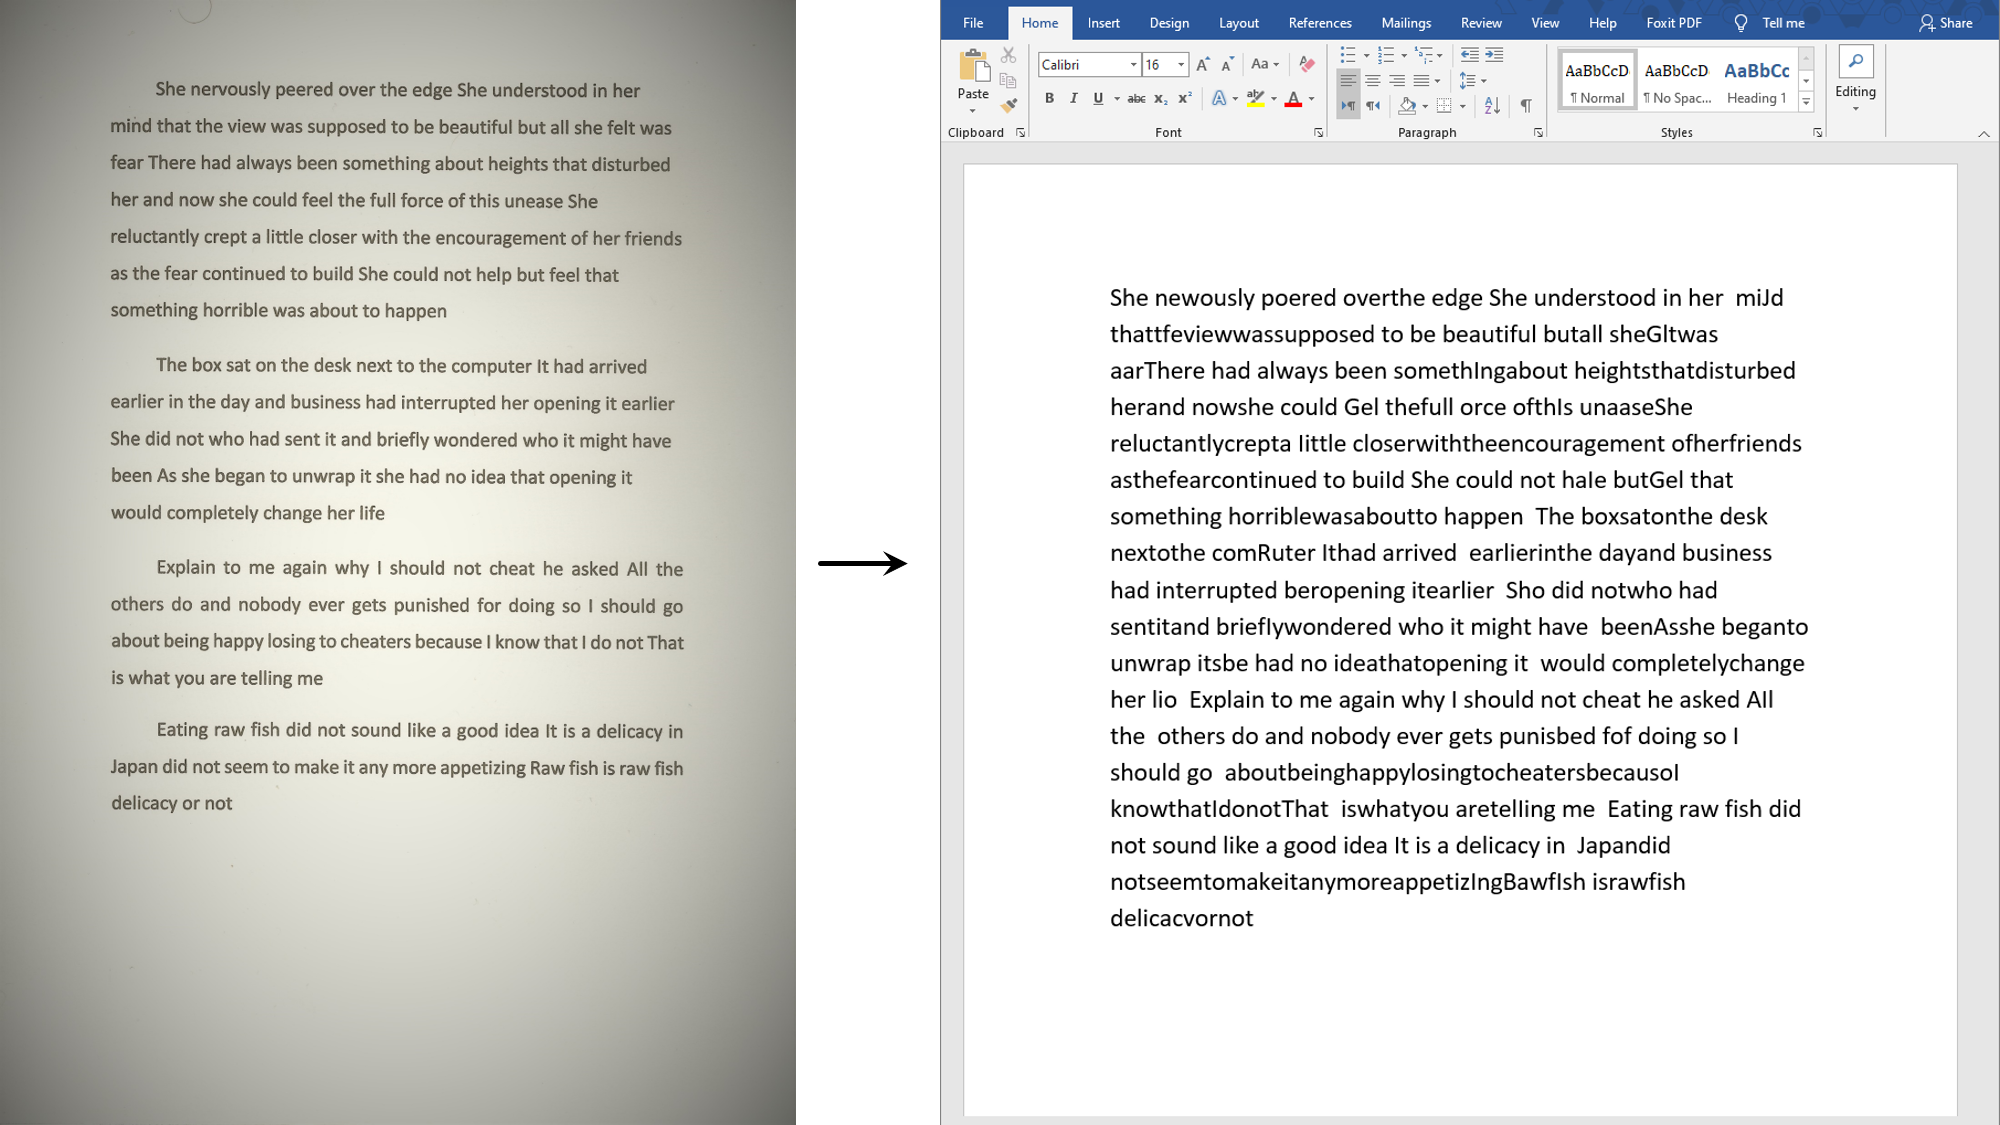 She nervously peered over the edge She understood in her
mind that the view was supposed to be beautiful but all she felt was
fear There had always been something about heights that disturbed
her and now she could feel the full force of this unease She
reluctantly crept a little closer with the encouragement of her friends
as the fear continued to build She could not help but feel that
something horrible was about to happen
The box sat on the desk next to the computer It had arrived
earlier in the day and business had interrupted her opening it earlier
She did not who had sent it and briefly wondered who it might have
been As she began to unwrap it she had no idea that opening it
would completely change her life
Explain to me again why I should not cheat he asked All the
others do and nobody ever gets punished for doing so I should go
about being happy losing to cheaters because I know that I do not That
is what you are telling me
Eating raw fish did not sound like a good idea It is a delicacy in
Japan did not seem to make it any more appetizing Raw fish is raw fish
delicacy or not
File Home Insert Design Layout References Mailings Review View Help Foxit PDF Tell me Share
Calibri 16 A A Aa A
Paste
B I U abc x₂ x² A ab A
Clipboard Font Paragraph Styles
AaBbCcD AaBbCcD AaBbCc
¶ Normal ¶ No Spac... Heading 1
Editing
She newously poered overthe edge She understood in her miJd
thattfeviewwassupposed to be beautiful butall sheGltwas
aarThere had always been somethIngabout heightsthatdisturbed
herand nowshe could Gel thefull orce ofthIs unaaseShe
reluctantlycrepta Iittle closerwiththeencouragement ofherfriends
asthefearcontinued to build She could not hale butGel that
something horriblewasaboutto happen The boxsatonthe desk
nextothe comRuter Ithad arrived earlierinthe dayand business
had interrupted beropening itearlier Sho did notwho had
sentitand brieflywondered who it might have beenAsshe beganto
unwrap itsbe had no ideathatopening it would completelychange
her lio Explain to me again why I should not cheat he asked All
the others do and nobody ever gets punisbed fof doing so I
should go aboutbeinghappylosingtocheatersbecausoI
knowthatIdonotThat iswhatyou aretelling me Eating raw fish did
not sound like a good idea It is a delicacy in Japandid
notseemtomakeitanymoreappetizIngBawfIsh israwfish
delicacvornot